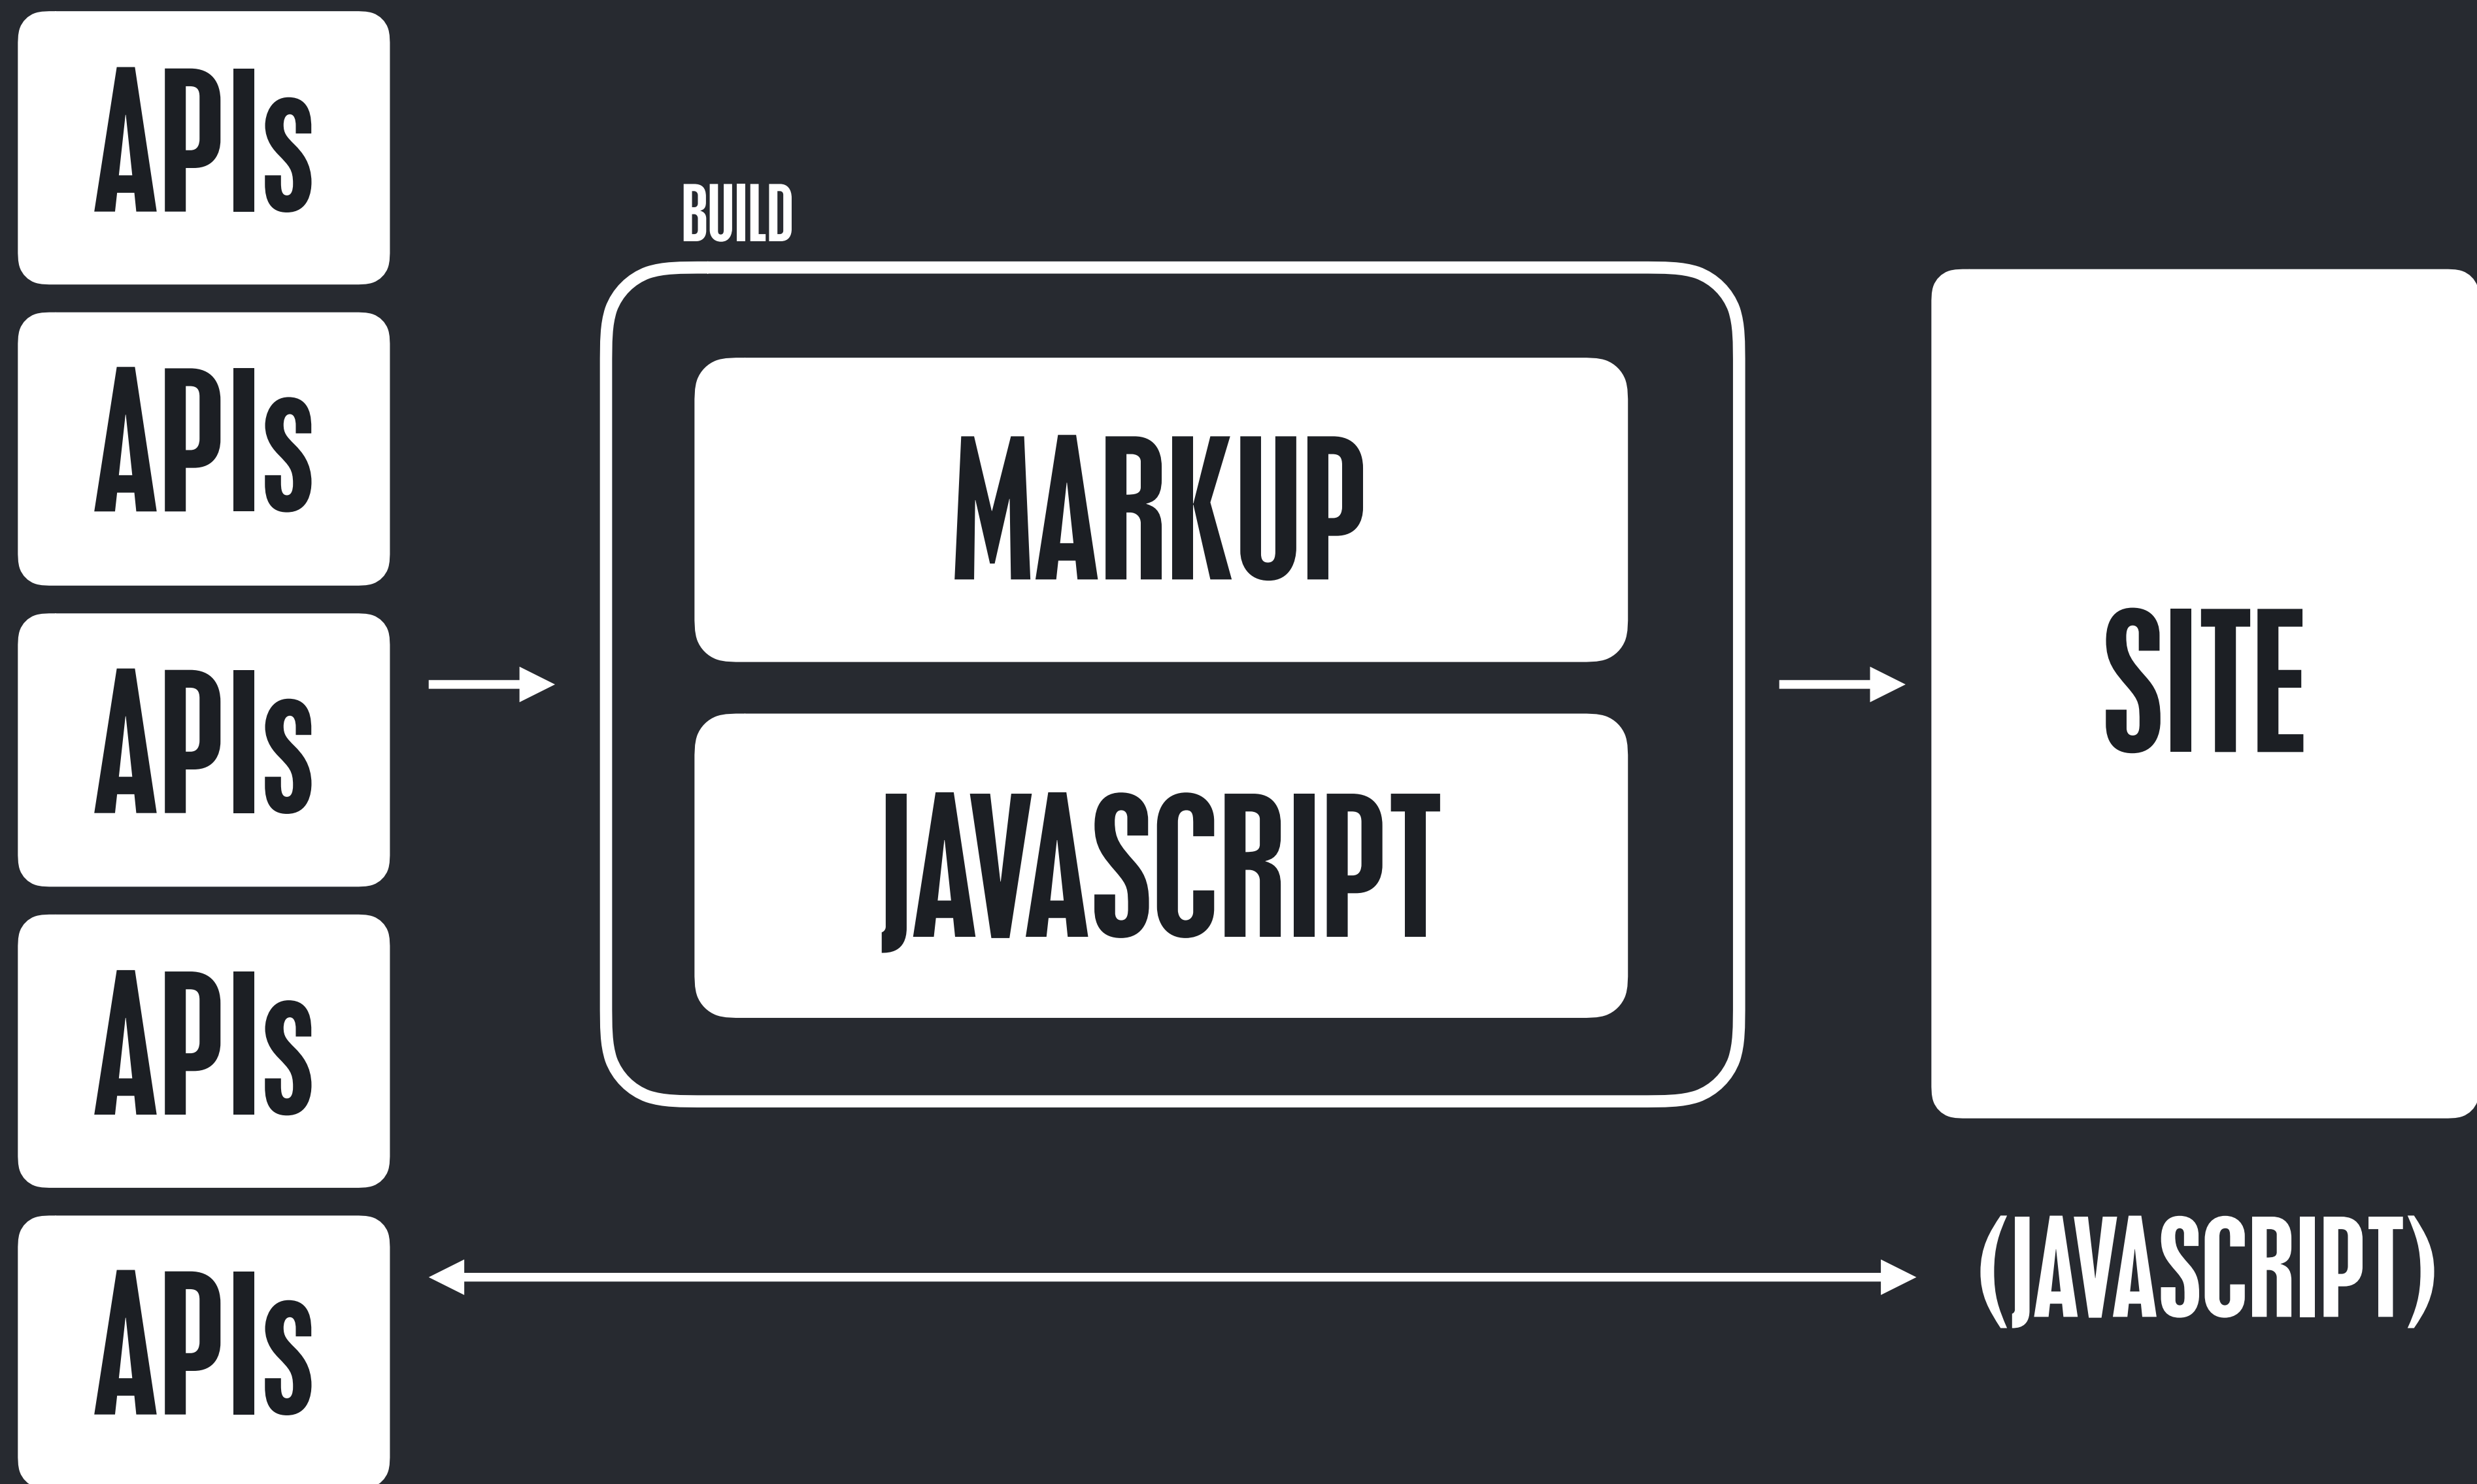 APIs
APIs
APIs
APIs
APIs
BUILD
MARKUP
JAVASCRIPT
SITE
(JAVASCRIPT)